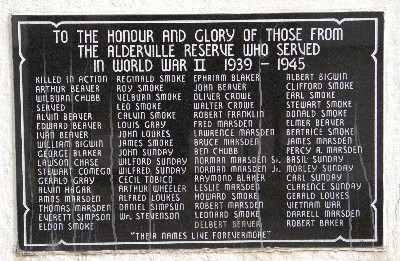 TO THE HONOUR AND GLORY OF THOSE FROM
THE ALDERVILLE RESERVE WHO SERVED
IN WORLD WAR II 1939 - 1945
KILLED IN ACTION
ARTHUR BEAVER
WILBURN CHUBB
SERVED
ALVIN BEAVER
EDWARD BEAVER
IVAN BEAVER
WILLIAM BIGWIN
GEORGE BLAKER
LAWSON CHASE
STEWART COMEGO
GERALD GRAY
ALVIN HAGAR
AMOS MARSDEN
THOMAS MARSDEN
EVERETT SIMPSON
ELDON SMOKE
REGINALD SMOKE
ROY SMOKE
VELBURN SMOKE
LEO SMOKE
CALVIN SMOKE
LOUIS GRAY
JOHN LOUKES
JAMES SMOKE
JOHN SUNDAY
WILFORD SUNDAY
WILFRED SUNDAY
CECIL TOBICO
ARTHUR WHEELER
ALFRED LOUKES
DANIEL SIMPSON
WM. STEVENSON
EPHRIAM BLAKER
JOHN BEAVER
OLIVER CROWE
WALTER CROWE
ROBERT FRANKLIN
FRED MARSDEN
LAWRENCE MARSDEN
BRUCE MARSDEN
BEN CHUBB
NORMAN MARSDEN Sr.
NORMAN MARSDEN Jr.
RAYMOND BLAKER
LESLIE MARSDEN
HOWARD SMOKE
ROBERT MARSDEN
LEONARD SMOKE
DELBERT BEAVER
ALBERT BIGWIN
CLIFFORD SMOKE
EARL SMOKE
STEWART SMOKE
DONALD SMOKE
ELMER BEAVER
BEATRICE SMOKE
JAMES MARSDEN
PERCY A. MARSDEN
BASIL SUNDAY
MORLEY SUNDAY
CARL SUNDAY
CLARENCE SUNDAY
GERALD LOUKES
VIETNAM WAR
DARRELL MARSDEN
ROBERT BAKER
"THEIR NAMES LIVE FOREVERMORE"